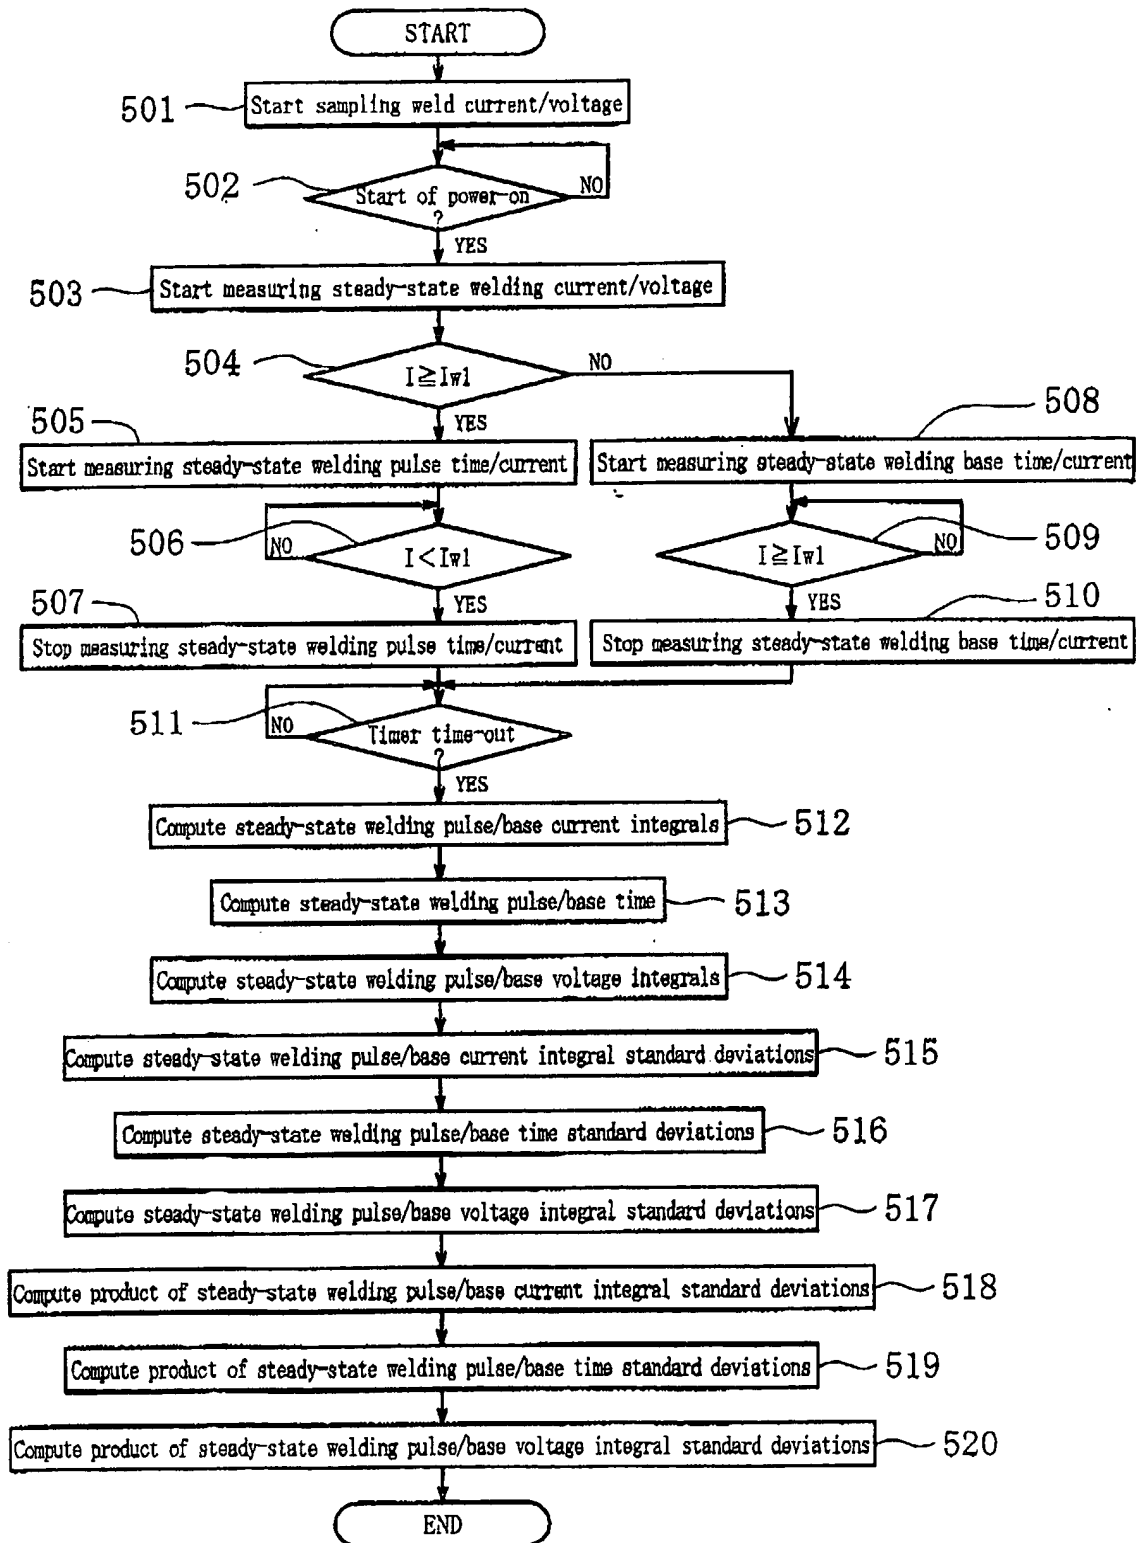 START
501
Start sampling weld current/voltage
502
Start of power-on
?
NO
YES
503
Start measuring steady-state welding current/voltage
504
I≧Iw1
NO
YES
505
508
Start measuring steady-state welding pulse time/current
Start measuring steady-state welding base time/current
506
NO
I<Iw1
I≧Iw1
NO
509
YES
YES
507
510
Stop measuring steady-state welding pulse time/current
Stop measuring steady-state welding base time/current
511
NO
Timer time-out
?
YES
Compute steady-state welding pulse/base current integrals
512
Compute steady-state welding pulse/base time
513
Compute steady-state welding pulse/base voltage integrals
514
Compute steady-state welding pulse/base current integral standard deviations
515
Compute steady-state welding pulse/base time standard deviations
516
Compute steady-state welding pulse/base voltage integral standard deviations
517
Compute product of steady-state welding pulse/base current integral standard deviations
518
Compute product of steady-state welding pulse/base time standard deviations
519
Compute product of steady-state welding pulse/base voltage integral standard deviations
520
END